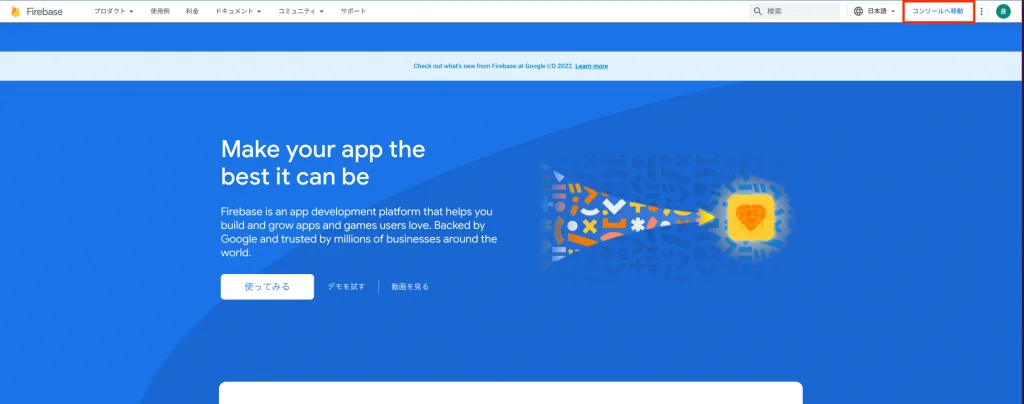 Firebase
プロダクト
使用例
料金
ドキュメント
コミュニティ
サポート
検索
日本語
コンソールへ移動
Check out what's new from Firebase at Google I/O 2022. Learn more
Make your app the
best it can be
Firebase is an app development platform that helps you
build and grow apps and games users love. Backed by
Google and trusted by millions of businesses around the
world.
使ってみる
デモを試す
動画を見る